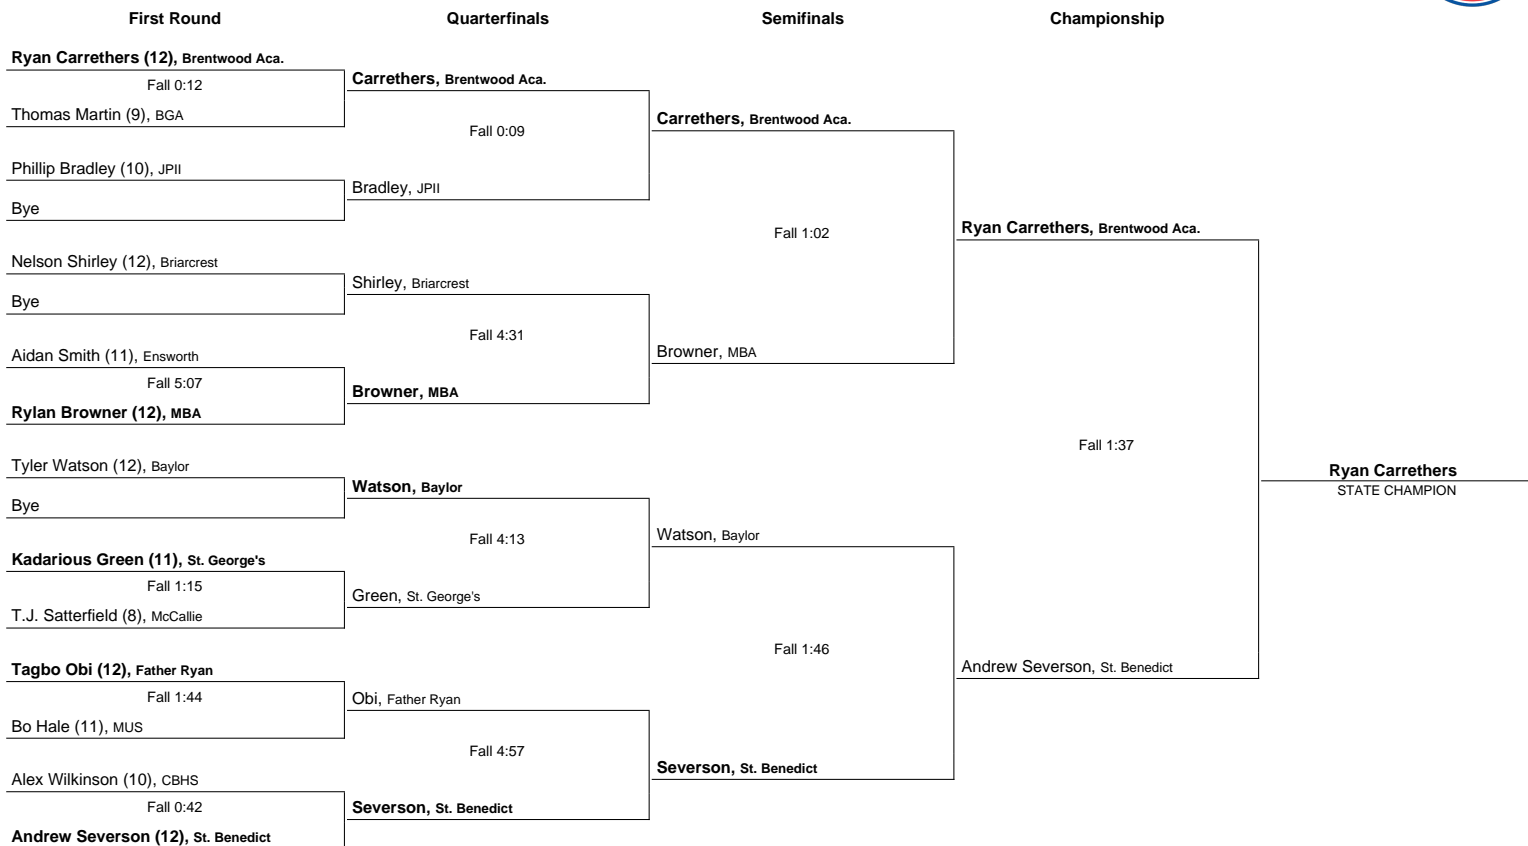 First Round Quarterfinals Semifinals Championship
Ryan Carrethers (12), Brentwood Aca.
Fall 0:12
Thomas Martin (9), BGA
Phillip Bradley (10), JPII
Bye
Nelson Shirley (12), Briarcrest
Bye
Aidan Smith (11), Ensworth
Fall 5:07
Rylan Browner (12), MBA
Tyler Watson (12), Baylor
Bye
Kadarious Green (11), St. George's
Fall 1:15
T.J. Satterfield (8), McCallie
Tagbo Obi (12), Father Ryan
Fall 1:44
Bo Hale (11), MUS
Alex Wilkinson (10), CBHS
Fall 0:42
Andrew Severson (12), St. Benedict
Carrethers, Brentwood Aca.
Fall 0:09
Bradley, JPII
Shirley, Briarcrest
Fall 4:31
Browner, MBA
Watson, Baylor
Fall 4:13
Green, St. George's
Obi, Father Ryan
Fall 4:57
Severson, St. Benedict
Carrethers, Brentwood Aca.
Fall 1:02
Browner, MBA
Watson, Baylor
Fall 1:46
Severson, St. Benedict
Ryan Carrethers, Brentwood Aca.
Fall 1:37
Andrew Severson, St. Benedict
Ryan Carrethers
STATE CHAMPION